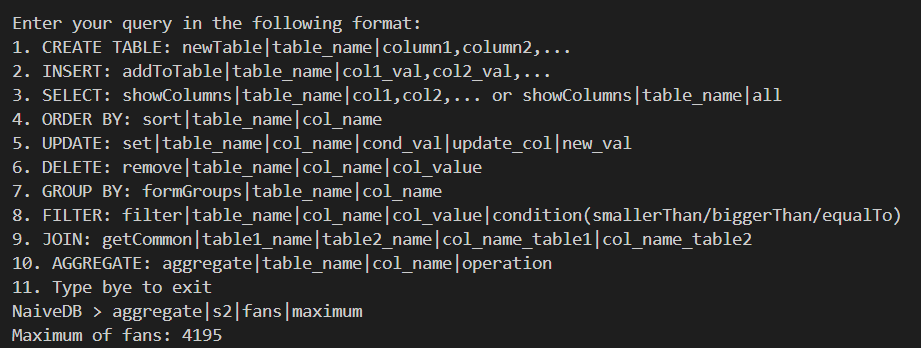 Enter your query in the following format:
1. CREATE TABLE: newTable|table_name|column1,column2,...
2. INSERT: addToTable|table_name|col1_val,col2_val,...
3. SELECT: showColumns|table_name|col1,col2,... or showColumns|table_name|all
4. ORDER BY: sort|table_name|col_name
5. UPDATE: set|table_name|col_name|cond_val|update_col|new_val
6. DELETE: remove|table_name|col_name|col_value
7. GROUP BY: formGroups|table_name|col_name
8. FILTER: filter|table_name|col_name|col_value|condition(smallerThan/biggerThan/equalTo)
9. JOIN: getCommon|table1_name|table2_name|col_name_table1|col_name_table2
10. AGGREGATE: aggregate|table_name|col_name|operation
11. Type bye to exit
NaiveDB > aggregate|s2|fans|maximum
Maximum of fans: 4195